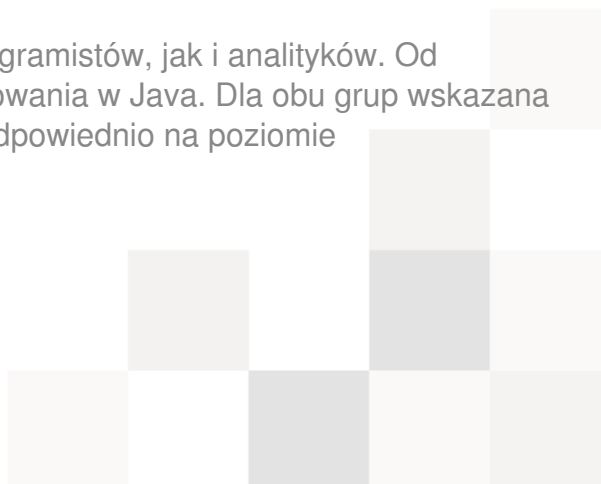 gramistów, jak i analityków. Od
owania w Java. Dla obu grup wskazana
dpowiednio na poziomie